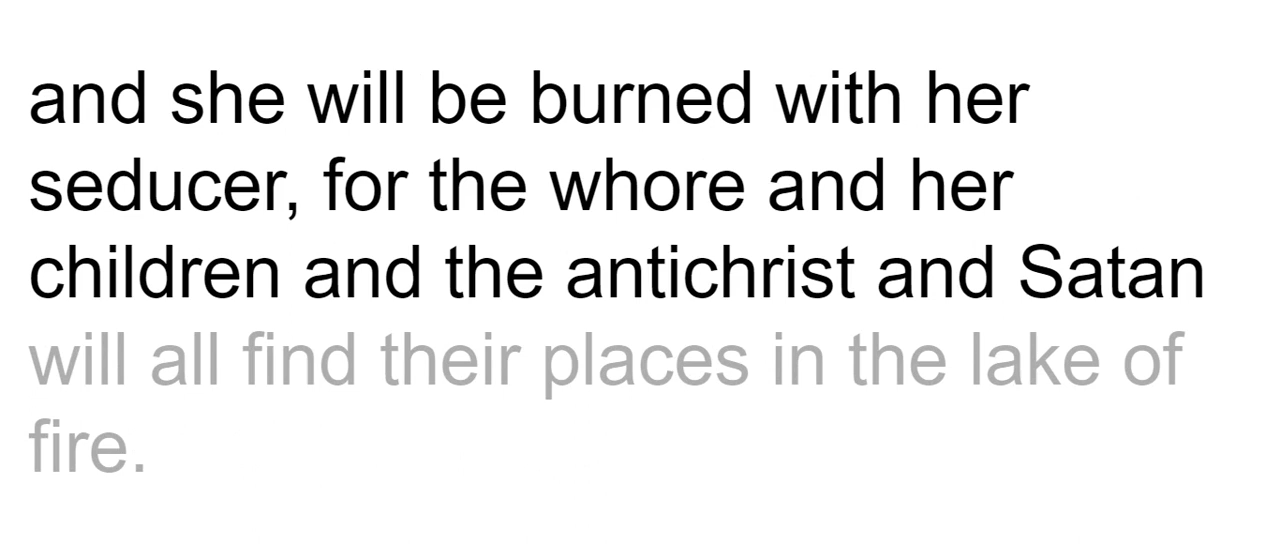 and she will be burned with her
seducer, for the whore and her
children and the antichrist and Satan
will all find their places in the lake of
fire.